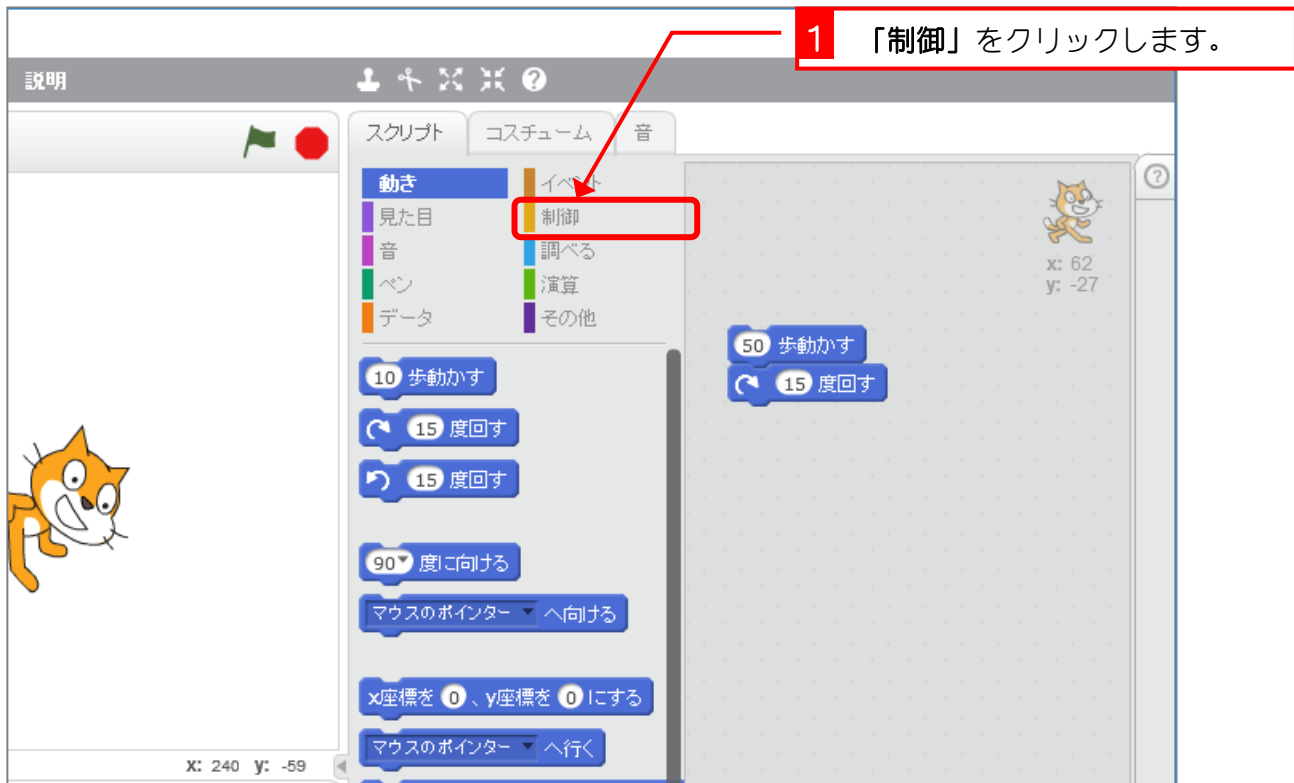 1 「制御」をクリックします。
説明
スクリプト コスチューム 音
動き イベント
見た目 制御
音 調べる
ペン 演算
データ その他
x: 62
y: -27
50 歩動かす
15 度回す
10 歩動かす
15 度回す
15 度回す
90 度に向ける
マウスのポインター へ向ける
x座標を 0 、y座標を 0 にする
マウスのポインター へ行く
X: 240 y: -59